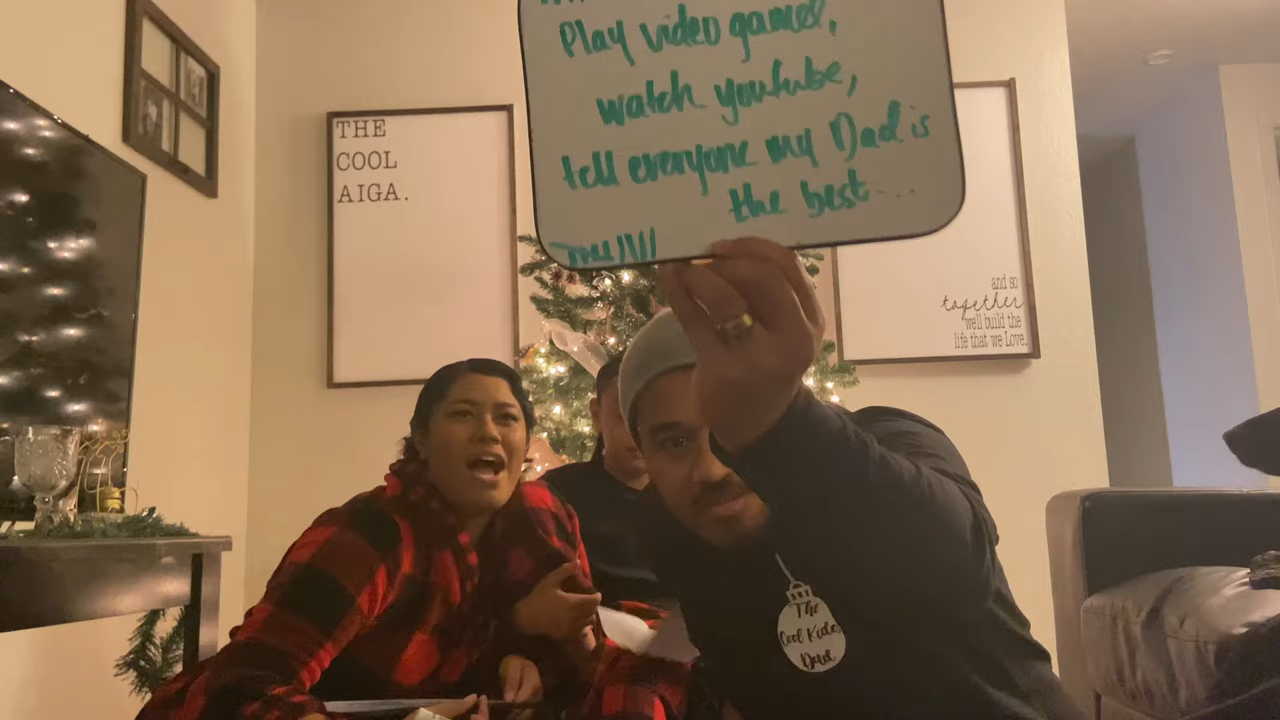 Play video games,
watch youtube,
tell everyone my Dad is
the best...
THE
COOL
AIGA.
and so
together
we'll build the
life that we Love.
The
Cool Kids
Dad